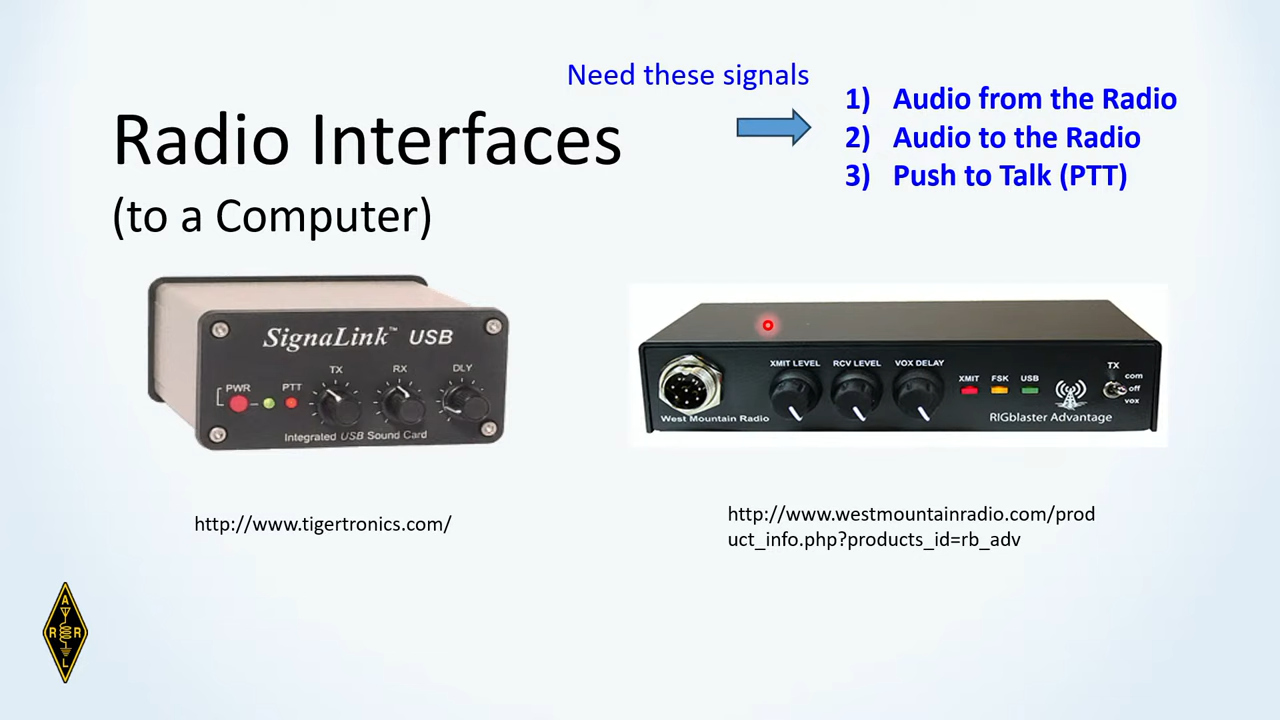 Need these signals
Radio Interfaces
(to a Computer)
1) Audio from the Radio
2) Audio to the Radio
3) Push to Talk (PTT)
SignaLink™ USB
PWR
PTT
TX
RX
DLY
Integrated USB Sound Card
XMIT LEVEL
RCV LEVEL
VOX DELAY
XMIT
FSK
USB
TX
com
off
vox
West Mountain Radio
RIGblaster Advantage
http://www.tigertronics.com/
http://www.westmountainradio.com/prod
uct_info.php?products_id=rb_adv
A
R R
L